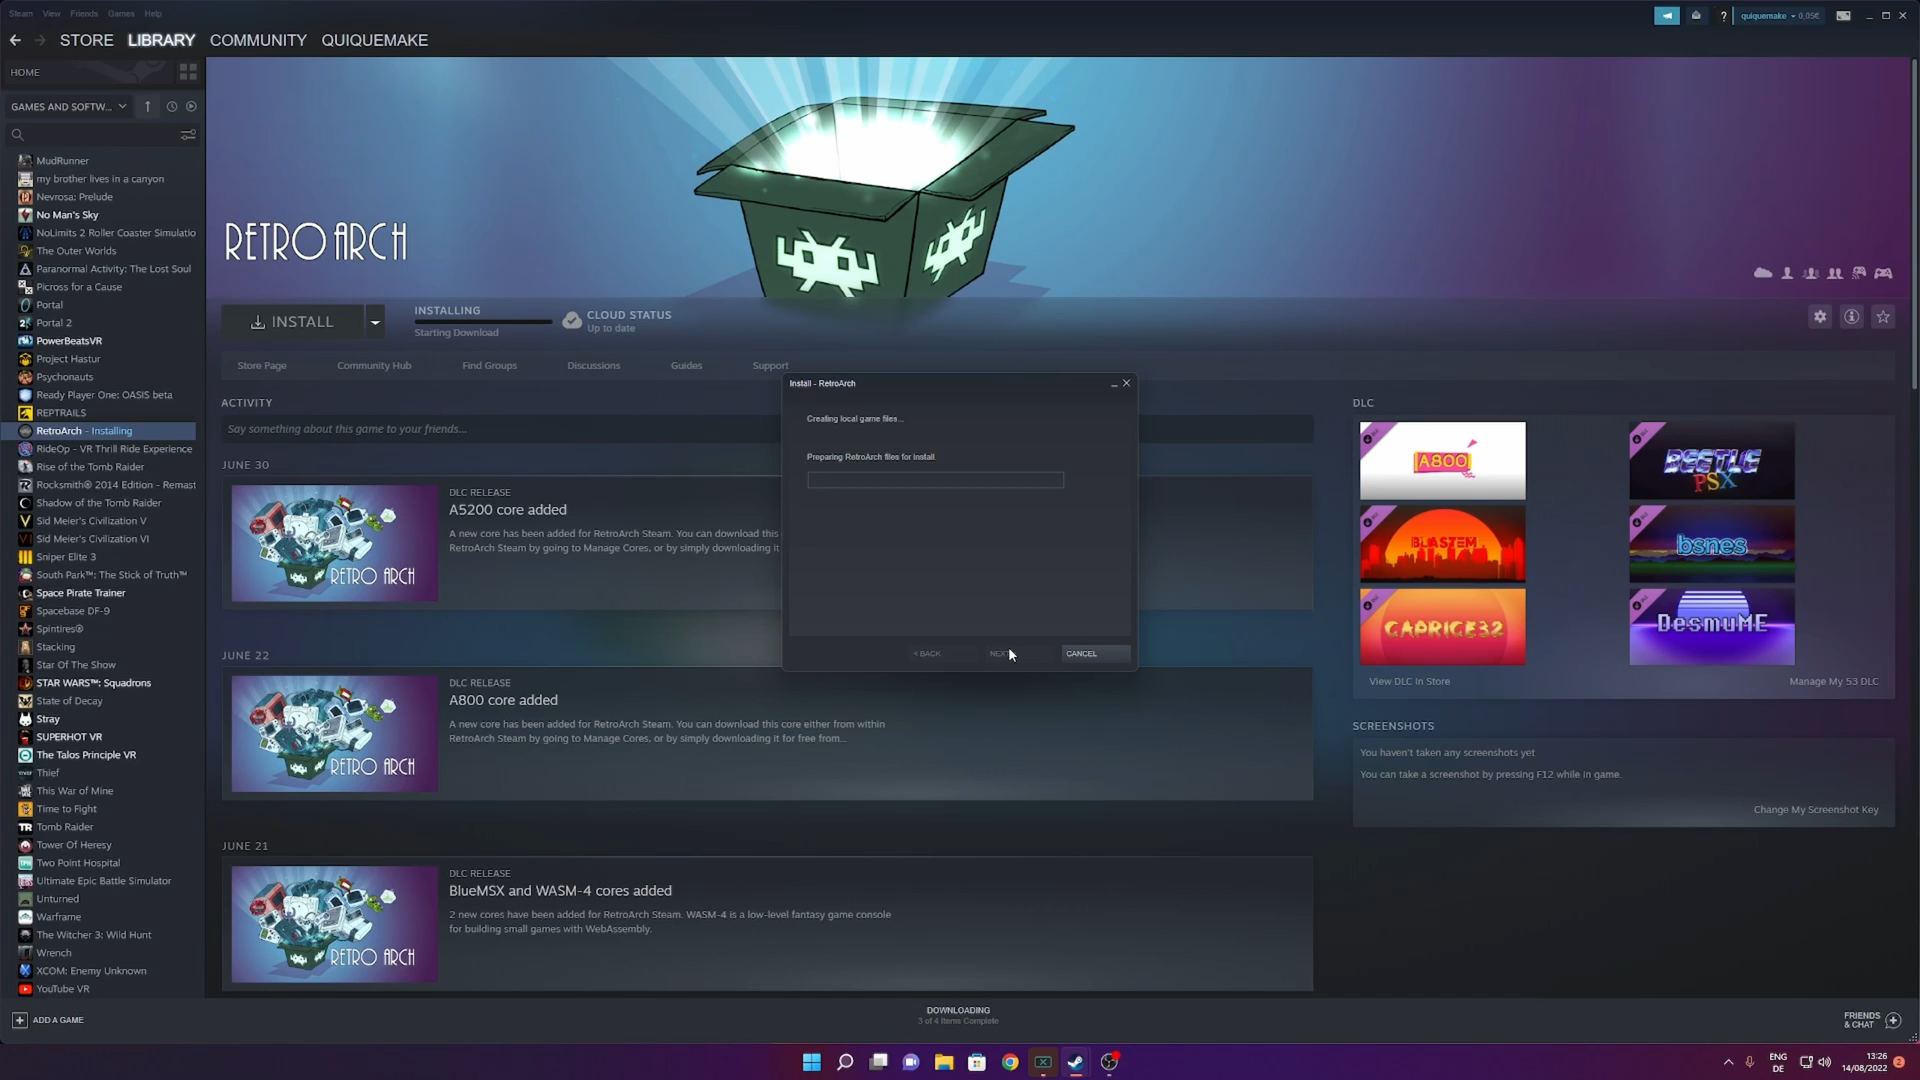 Steam View Friends Games Help
quiquemake 0,05€
STORE LIBRARY COMMUNITY QUIQUEMAKE
HOME
GAMES AND SOFTW...
MudRunner
my brother lives in a canyon
Nevrosa: Prelude
No Man's Sky
NoLimits 2 Roller Coaster Simulatio
The Outer Worlds
Paranormal Activity: The Lost Soul
Picross for a Cause
Portal
Portal 2
PowerBeatsVR
Project Hastur
Psychonauts
Ready Player One: OASIS beta
REPTRAILS
RetroArch - Installing
RideOp - VR Thrill Ride Experience
Rise of the Tomb Raider
Rocksmith® 2014 Edition - Remast
Shadow of the Tomb Raider
Sid Meier's Civilization V
Sid Meier's Civilization VI
Sniper Elite 3
South Park™: The Stick of Truth™
Space Pirate Trainer
Spacebase DF-9
Spintires®
Stacking
Star Of The Snake
STAR WARS™: Squadrons
State of Decay
Stray
SUPERHOT VR
The Talos Principle VR
Thief
This War of Mine
Time to Fight
Tomb Raider
Tower Of Heresy
Two Point Hospital
Ultimate Epic Battle Simulator
Unturned
Warframe
The Witcher 3: Wild Hunt
Wrench
XCOM: Enemy Unknown
YouTube VR
ADD A GAME
RETROARCH
INSTALL
INSTALLING
Starting Download
CLOUD STATUS
Up to date
Store Page Community Hub Find Groups Discussions Guides Support
ACTIVITY
Say something about this game to your friends...
JUNE 30
RETROARCH
DLC RELEASE
A5200 core added
A new core has been added for RetroArch Steam. You can download this
RetroArch Steam by going to Manage Cores, or by simply downloading it
JUNE 22
RETROARCH
DLC RELEASE
A800 core added
A new core has been added for RetroArch Steam. You can download this core either from within
RetroArch Steam by going to Manage Cores, or by simply downloading it for free from...
JUNE 21
RETROARCH
DLC RELEASE
BlueMSX and WASM-4 cores added
2 new cores have been added for RetroArch Steam. WASM-4 is a low-level fantasy game console
for building small games with WebAssembly.
Install - RetroArch
Creating local game files...
Preparing RetroArch files for install
< BACK NEXT CANCEL
DLC
A800
BEETLE PSX
BLASTEM
bsnes
CAPRICE32
DesmuME
View DLC In Store Manage My 53 DLC
SCREENSHOTS
You haven't taken any screenshots yet
You can take a screenshot by pressing F12 while in game.
Change My Screenshot Key
DOWNLOADING
3 of 4 Items Complete
FRIENDS
& CHAT
ENG
DE
13:26
14/08/2022
2